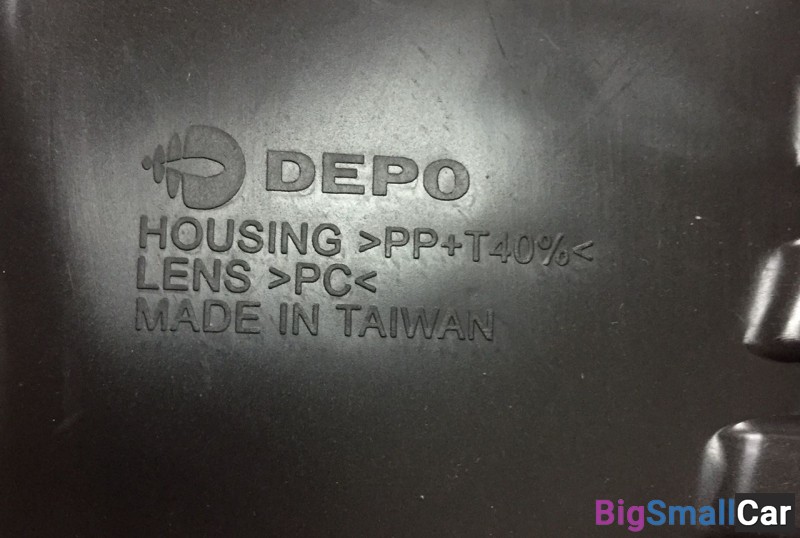 DEPO
HOUSING >PP+T40%<
LENS >PC<
MADE IN TAIWAN
BigSmallCar